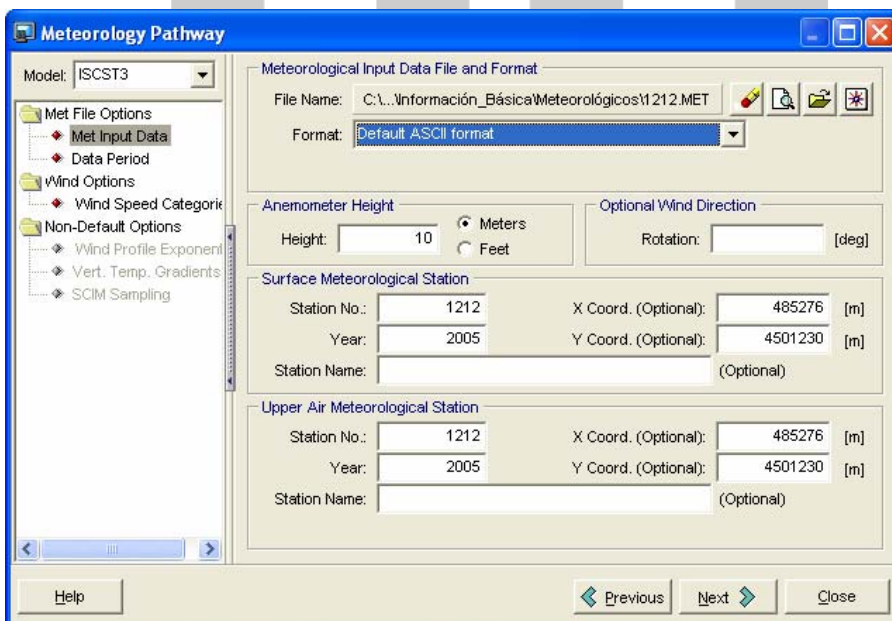 Meteorology Pathway
Model: ISCST3
Met File Options
Met Input Data
Data Period
Wind Options
Wind Speed Categorie
Non-Default Options
Wind Profile Exponent
Vert. Temp. Gradients
SCIM Sampling
Meteorological Input Data File and Format
File Name: C:\...\Información_Básica\Meteorológicos\1212.MET
Format: Default ASCII format
Anemometer Height
Height: 10 Meters
Feet
Optional Wind Direction
Rotation: [deg]
Surface Meteorological Station
Station No.: 1212 X Coord. (Optional): 485276 [m]
Year: 2005 Y Coord. (Optional): 4501230 [m]
Station Name: (Optional)
Upper Air Meteorological Station
Station No.: 1212 X Coord. (Optional): 485276 [m]
Year: 2005 Y Coord. (Optional): 4501230 [m]
Station Name: (Optional)
Help Previous Next Close